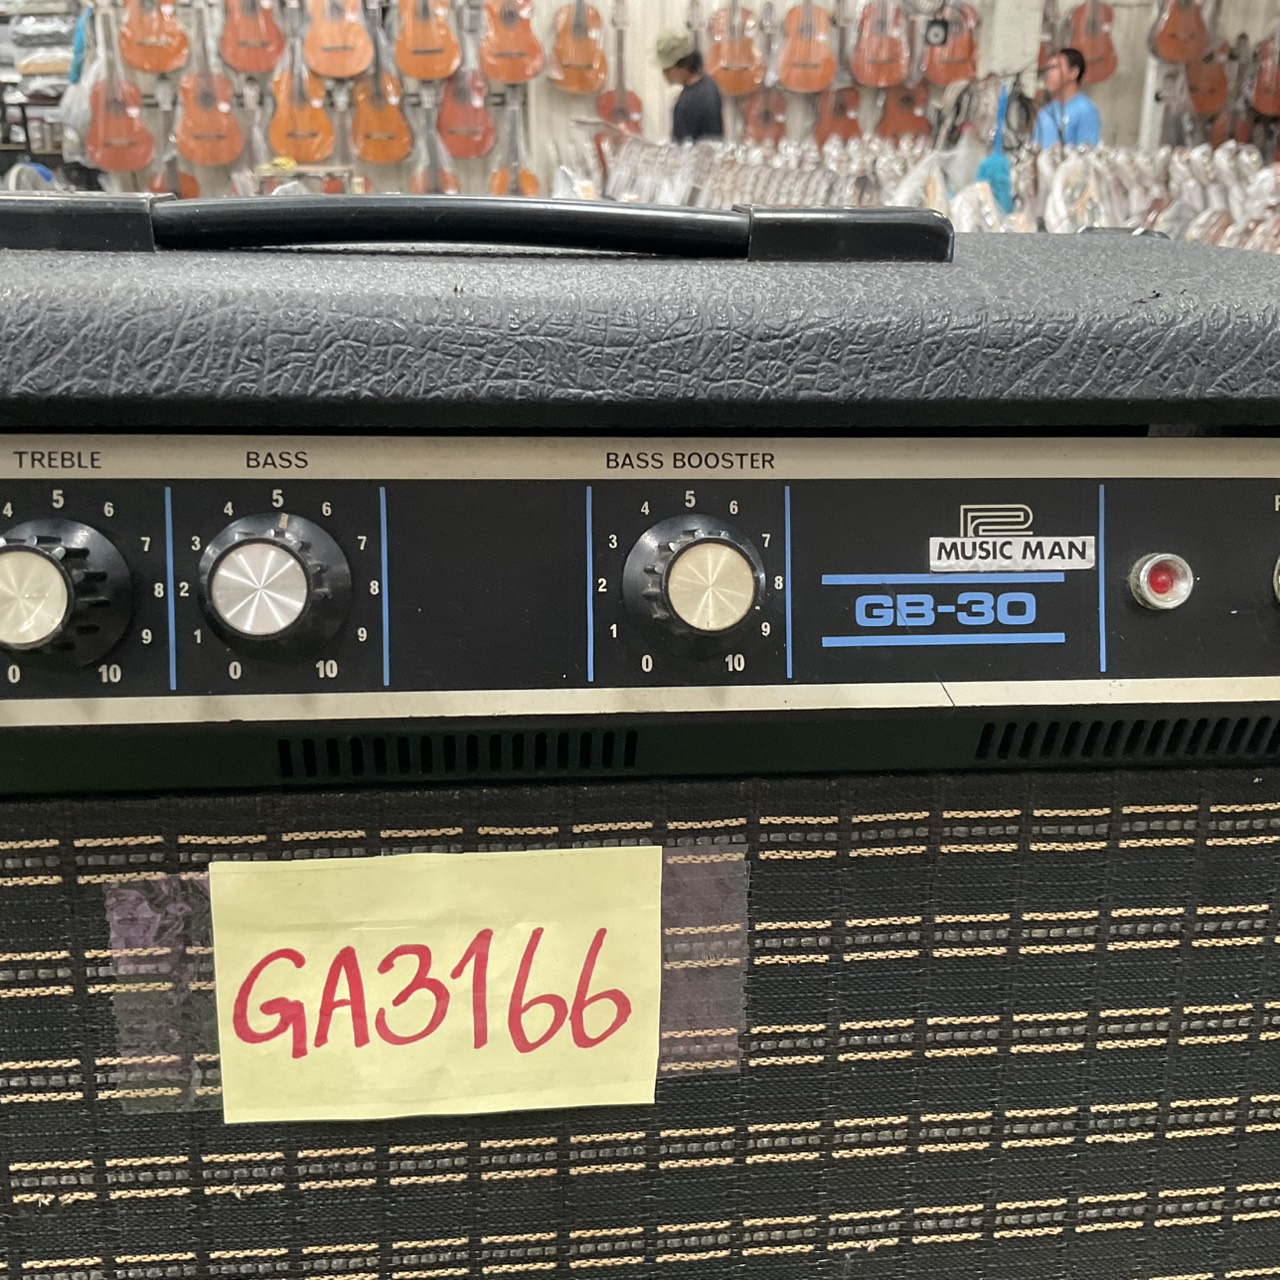 TREBLE BASS BASS BOOSTER
4 5 6 7 8 9 10 0
0 1 2 3 4 5 6 7 8 9 10
0 1 2 3 4 5 6 7 8 9 10
MUSIC MAN
GB-30
GA3166